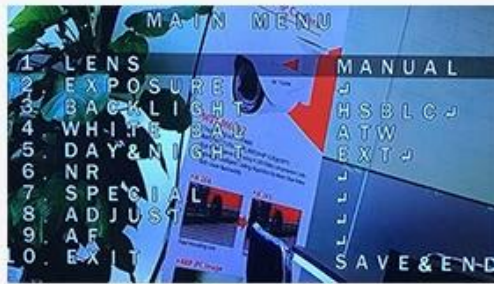 MAIN MENU
1. LENS MANUAL
2. EXPOSURE ↲
3. BACKLIGHT HSBLC↲
4. WHITE BAL ATW
5. DAY&NIGHT EXT↲
6. NR ↲
7. SPECIAL ↲
8. ADJUST ↲
9. AF ↲
10. EXIT SAVE&END